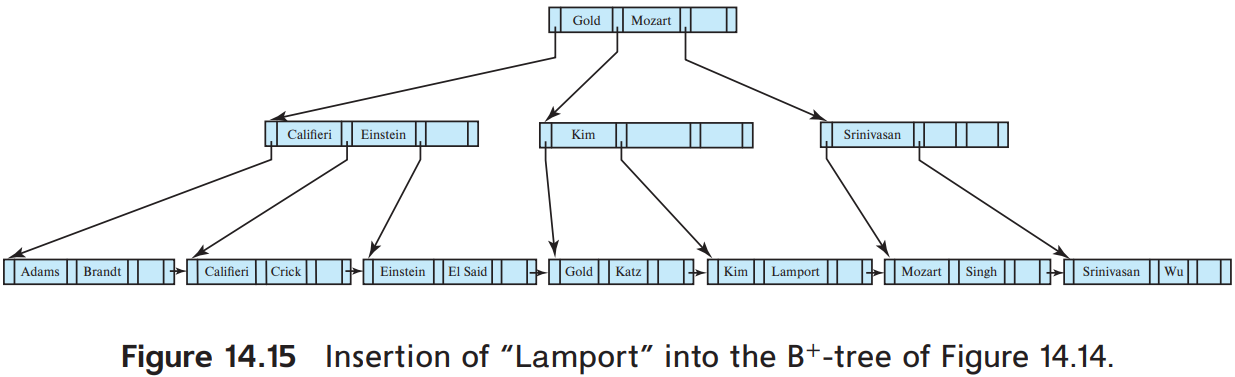 Gold Mozart
Califieri Einstein Kim Srinivasan
Adams Brandt Califieri Crick Einstein El Said Gold Katz Kim Lamport Mozart Singh Srinivasan Wu
Figure 14.15 Insertion of “Lamport” into the B⁺-tree of Figure 14.14.